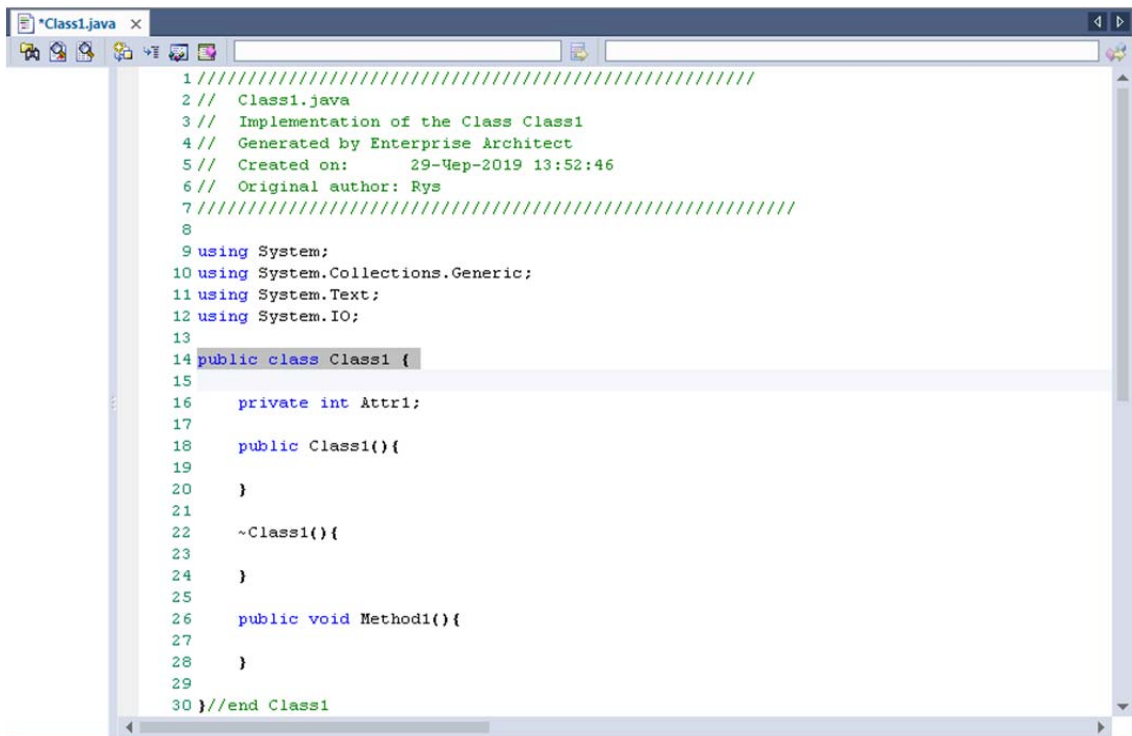 *Class1.java
1 ///////////////////////////////////////////////////////
2 //  Class1.java
3 //  Implementation of the Class Class1
4 //  Generated by Enterprise Architect
5 //  Created on:      29-Чер-2019 13:52:46
6 //  Original author: Rys
7 ///////////////////////////////////////////////////////////
8
9 using System;
10 using System.Collections.Generic;
11 using System.Text;
12 using System.IO;
13
14 public class Class1 {
15
16     private int Attr1;
17
18     public Class1(){
19
20     }
21
22     ~Class1(){
23
24     }
25
26     public void Method1(){
27
28     }
29
30 }//end Class1